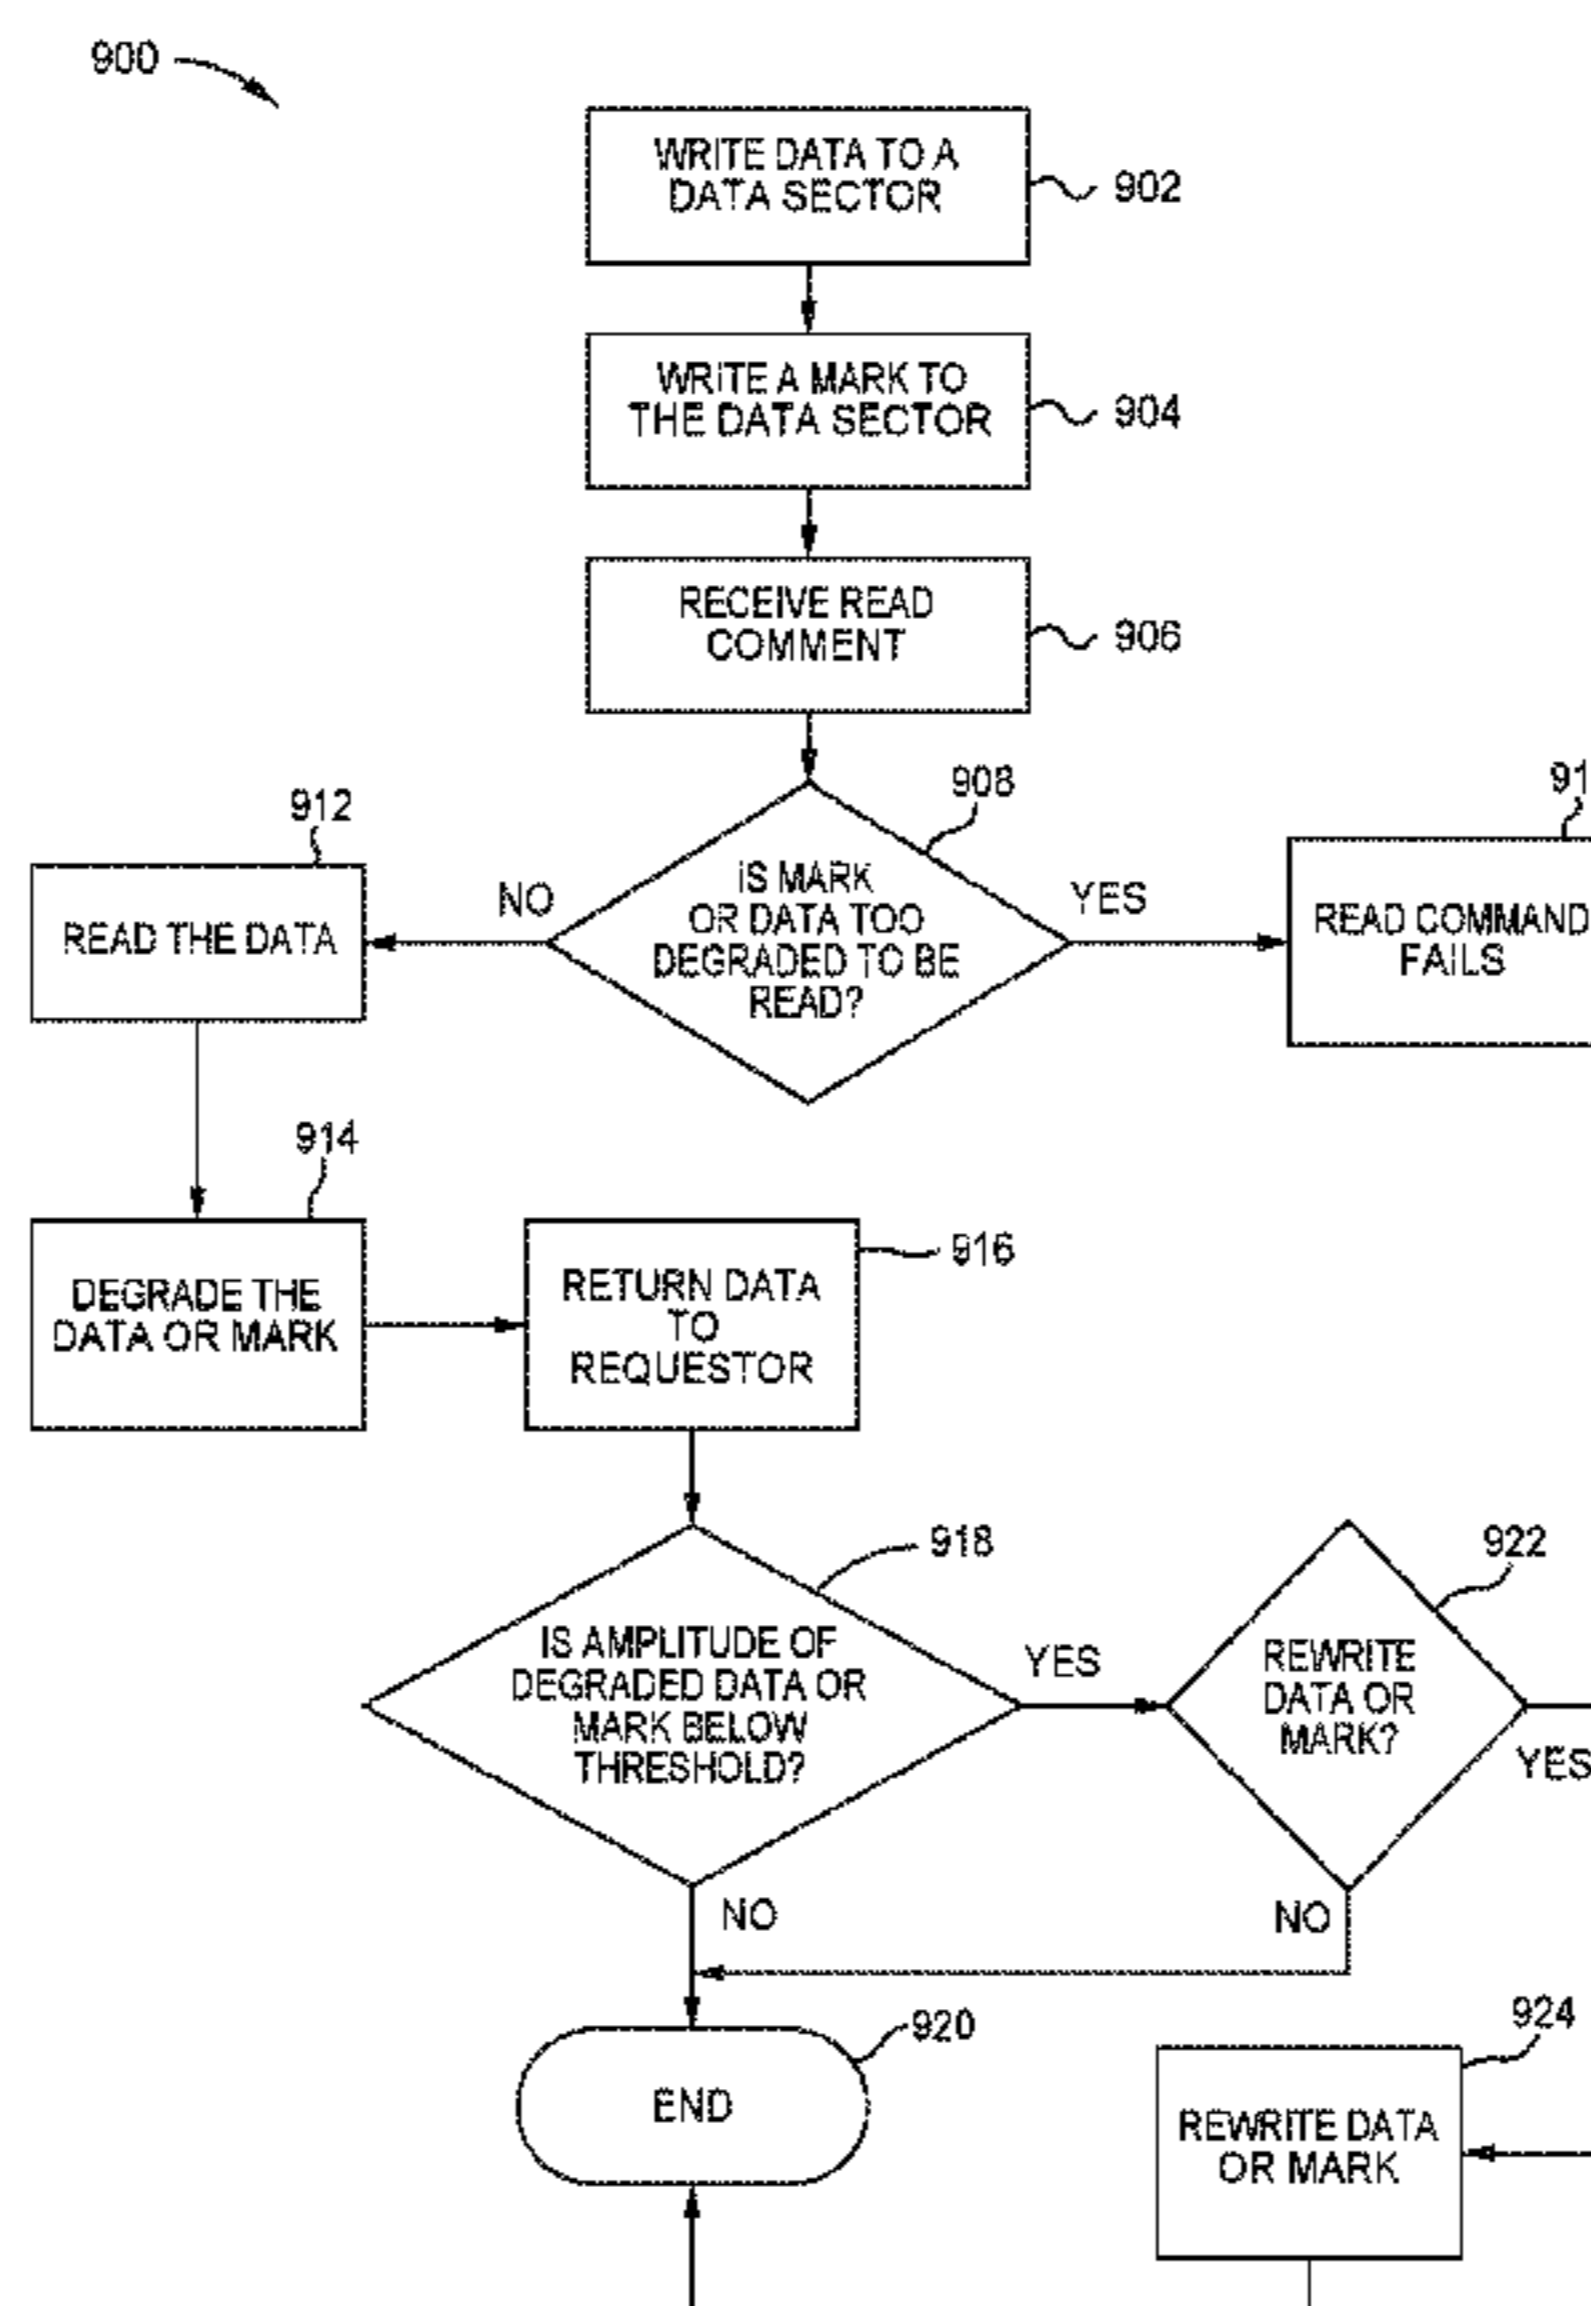 900
WRITE DATA TO A
DATA SECTOR
902
WRITE A MARK TO
THE DATA SECTOR
904
RECEIVE READ
COMMENT
906
908
912
91
IS MARK
OR DATA TOO
DEGRADED TO BE
READ?
NO
YES
READ THE DATA
READ COMMAND
FAILS
914
916
DEGRADE THE
DATA OR MARK
RETURN DATA
TO
REQUESTOR
918
922
IS AMPLITUDE OF
DEGRADED DATA OR
MARK BELOW
THRESHOLD?
YES
REWRITE
DATA OR
MARK?
YES
NO
NO
920
924
END
REWRITE DATA
OR MARK